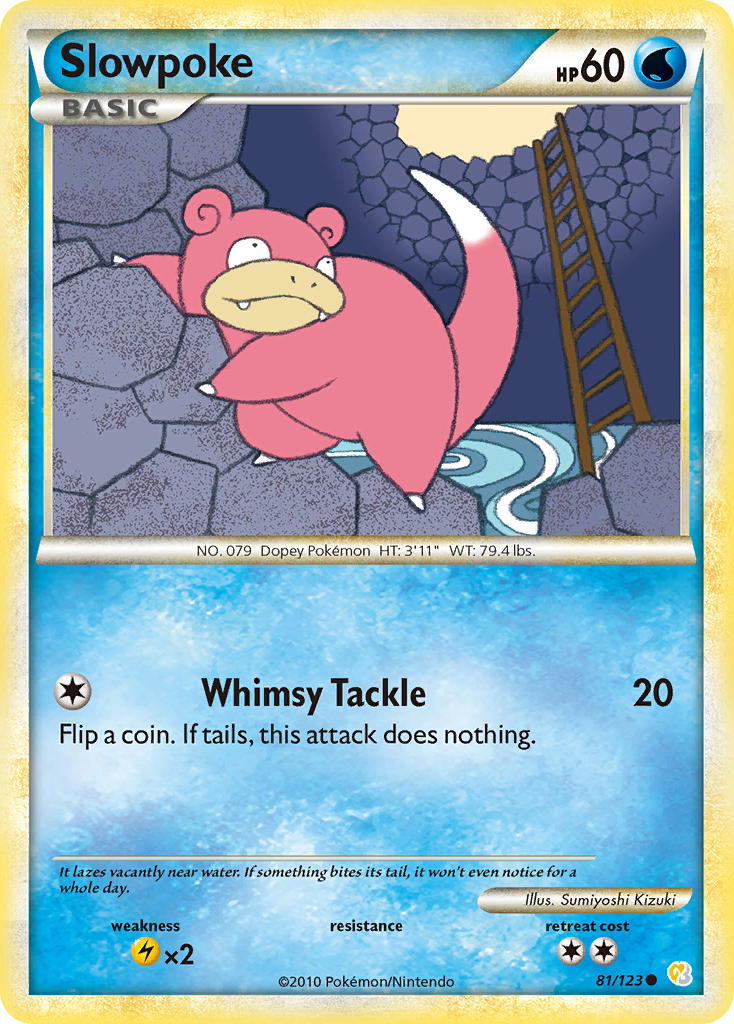 Slowpoke
HP60
BASIC
NO. 079 Dopey Pokémon HT: 3'11" WT: 79.4 lbs.
Whimsy Tackle 20
Flip a coin. If tails, this attack does nothing.
It lazes vacantly near water. If something bites its tail, it won't even notice for a
whole day.
Illus. Sumiyoshi Kizuki
weakness resistance retreat cost
×2
©2010 Pokémon/Nintendo
81/123